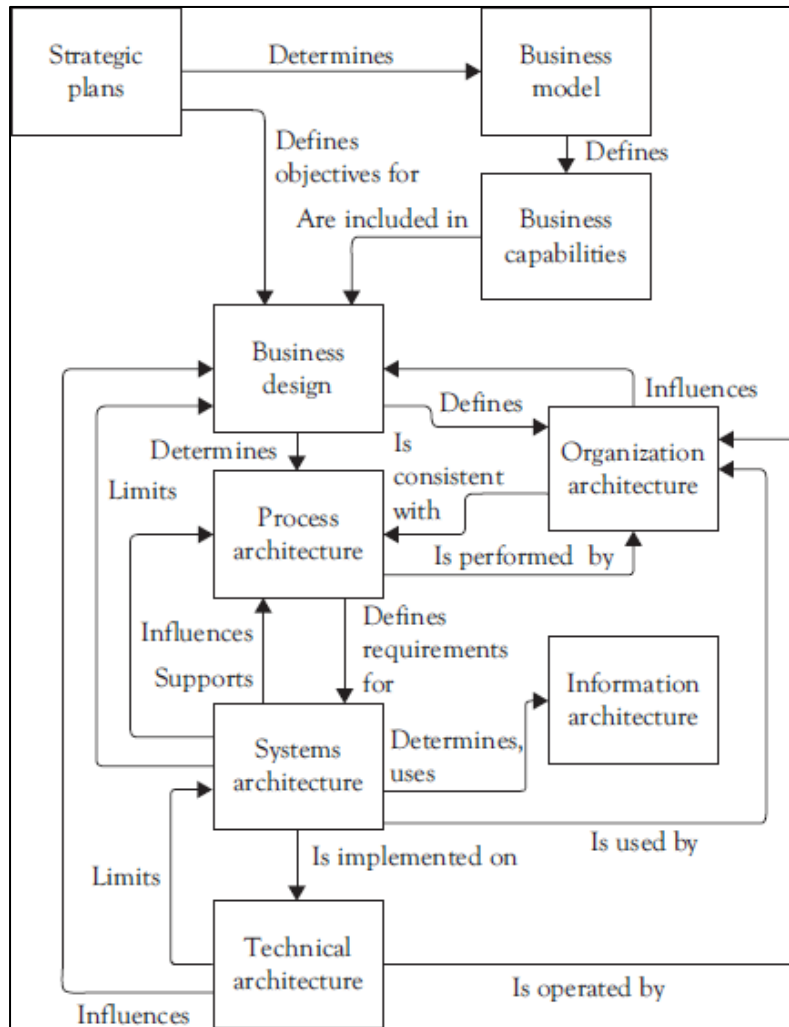 Strategic
plans
Determines
Business
model
Defines
objectives for
Defines
Are included in
Business
capabilities
Business
design
Defines
Influences
Determines
Is
consistent
with
Organization
architecture
Limits
Process
architecture
Is performed by
Influences
Supports
Defines
requirements
for
Information
architecture
Systems
architecture
Determines,
uses
Is used by
Is implemented on
Limits
Technical
architecture
Is operated by
Influences